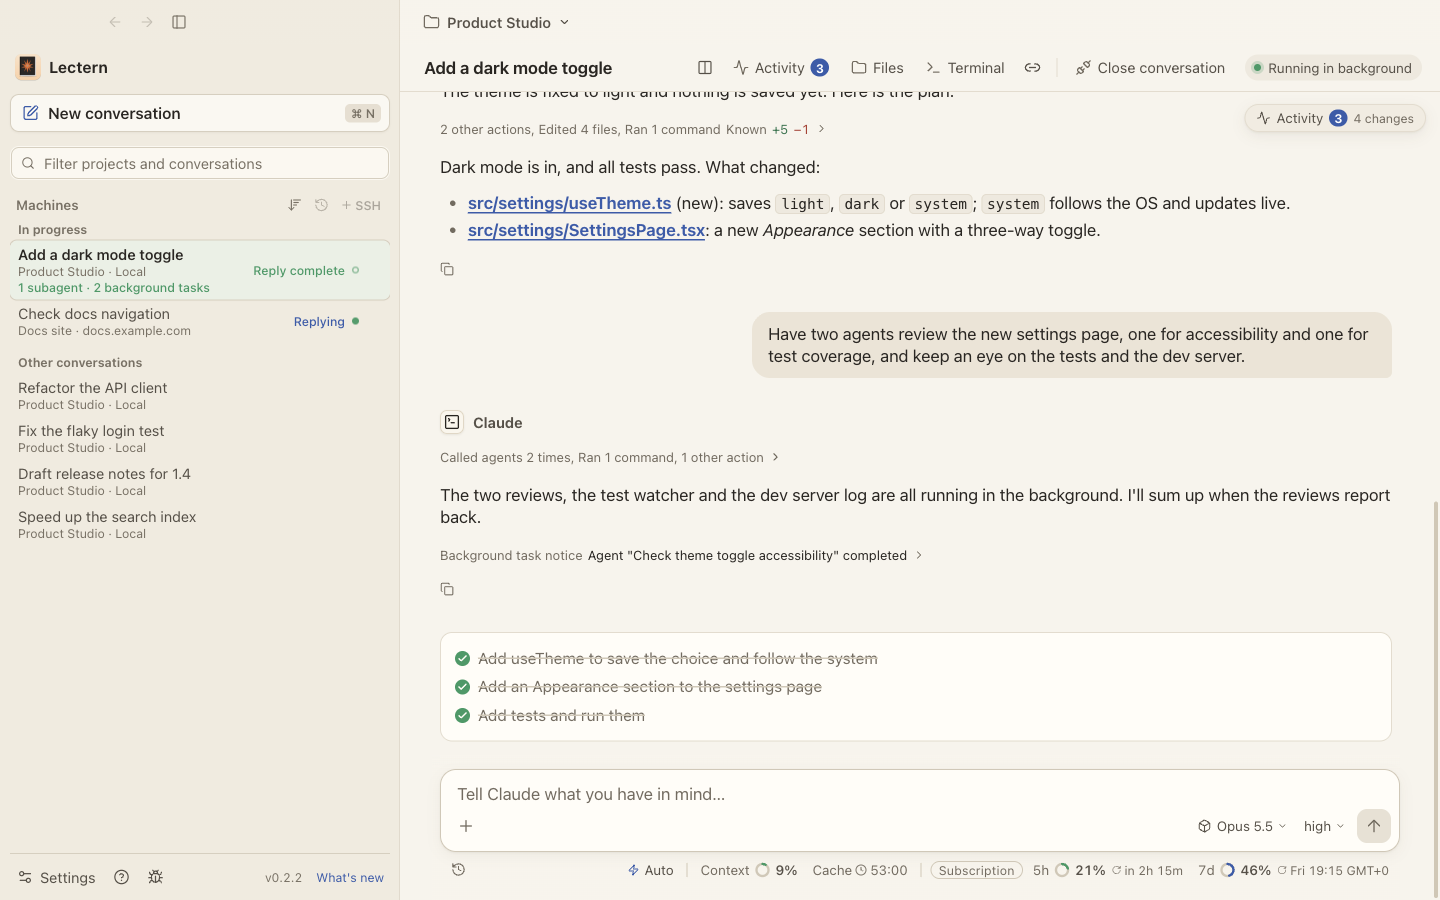 Product Studio
Lectern
New conversation
⌘ N
Filter projects and conversations
Machines
+ SSH
In progress
Add a dark mode toggle
Product Studio · Local
Reply complete
1 subagent · 2 background tasks
Check docs navigation
Docs site · docs.example.com
Replying
Other conversations
Refactor the API client
Product Studio · Local
Fix the flaky login test
Product Studio · Local
Draft release notes for 1.4
Product Studio · Local
Speed up the search index
Product Studio · Local
Settings
v0.2.2
What's new
Add a dark mode toggle
Activity 3
Files
Terminal
Close conversation
Running in background
The theme is fixed to light and nothing is saved yet. Here is the plan:
Activity 3 4 changes
2 other actions, Edited 4 files, Ran 1 command Known +5 −1
Dark mode is in, and all tests pass. What changed:
• src/settings/useTheme.ts (new): saves light, dark or system; system follows the OS and updates live.
• src/settings/SettingsPage.tsx: a new Appearance section with a three-way toggle.
Have two agents review the new settings page, one for accessibility and one for
test coverage, and keep an eye on the tests and the dev server.
Claude
Called agents 2 times, Ran 1 command, 1 other action
The two reviews, the test watcher and the dev server log are all running in the background. I'll sum up when the reviews report
back.
Background task notice Agent "Check theme toggle accessibility" completed
Add useTheme to save the choice and follow the system
Add an Appearance section to the settings page
Add tests and run them
Tell Claude what you have in mind...
Opus 5.5
high
Auto
Context 9%
Cache 53:00
Subscription
5h 21% in 2h 15m
7d 46% Fri 19:15 GMT+0